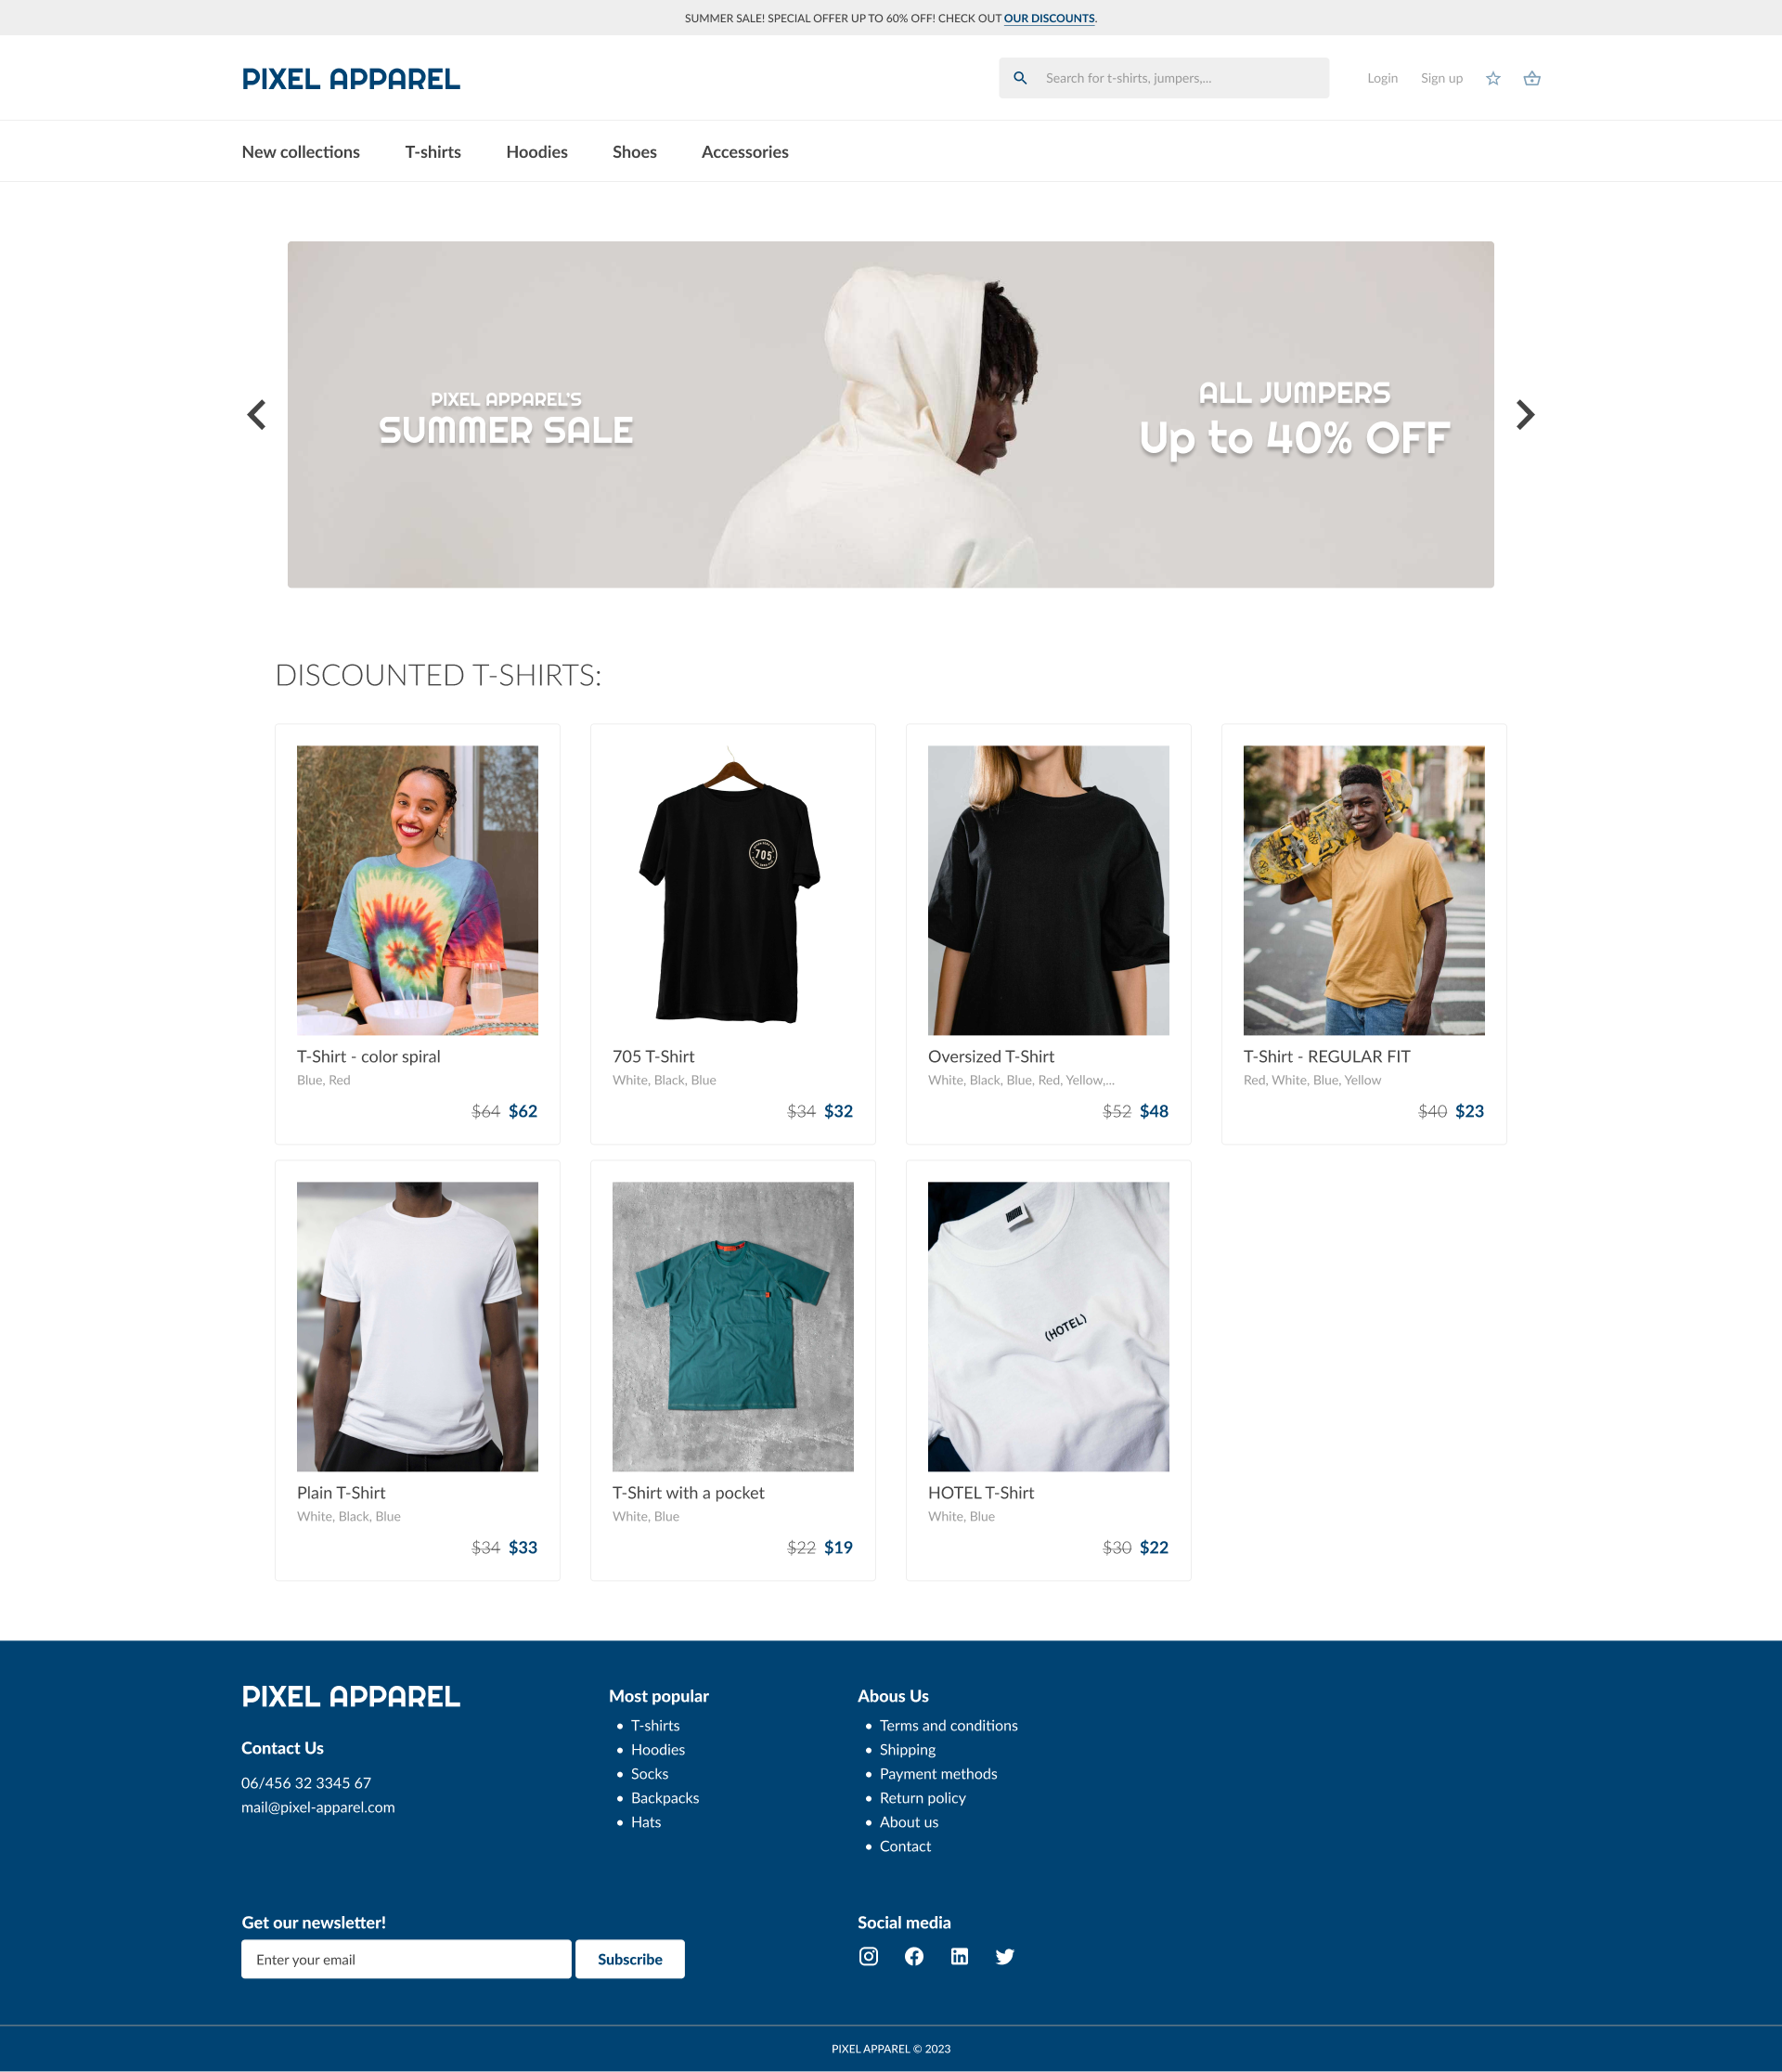 SUMMER SALE! SPECIAL OFFER UP TO 60% OFF! CHECK OUT OUR DISCOUNTS.
PIXEL APPAREL
Search for t-shirts, jumpers,...
Login
Sign up
New collections
T-shirts
Hoodies
Shoes
Accessories
PIXEL APPAREL'S
SUMMER SALE
ALL JUMPERS
Up to 40% OFF
DISCOUNTED T-SHIRTS:
T-Shirt - color spiral
Blue, Red
$64 $62
705
705 T-Shirt
White, Black, Blue
$34 $32
Oversized T-Shirt
White, Black, Blue, Red, Yellow,...
$52 $48
T-Shirt - REGULAR FIT
Red, White, Blue, Yellow
$40 $23
Plain T-Shirt
White, Black, Blue
$34 $33
T-Shirt with a pocket
White, Blue
$22 $19
(HOTEL)
HOTEL T-Shirt
White, Blue
$30 $22
PIXEL APPAREL
Contact Us
06/456 32 3345 67
mail@pixel-apparel.com
Most popular
• T-shirts
• Hoodies
• Socks
• Backpacks
• Hats
Abous Us
• Terms and conditions
• Shipping
• Payment methods
• Return policy
• About us
• Contact
Get our newsletter!
Enter your email
Subscribe
Social media
PIXEL APPAREL © 2023